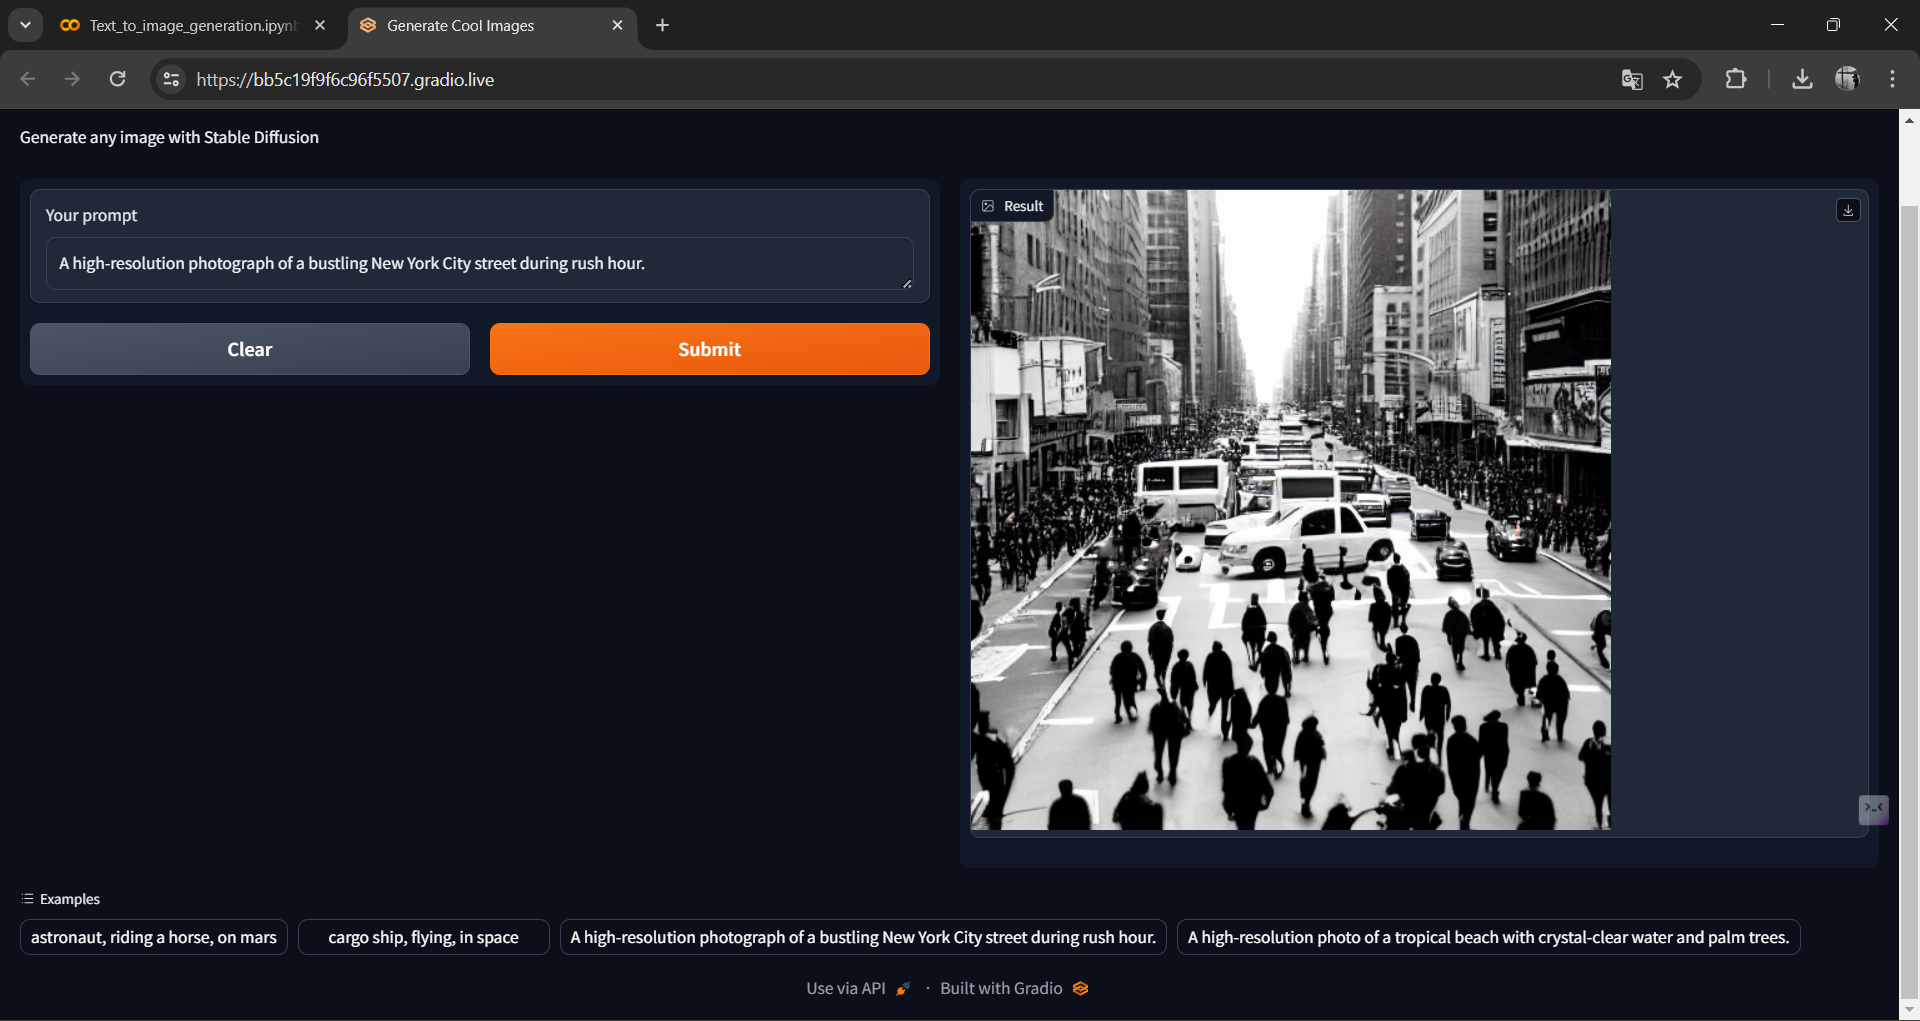 Text_to_image_generation.ipynb
Generate Cool Images
https://bb5c19f9f6c96f5507.gradio.live
Generate any image with Stable Diffusion
Your prompt
A high-resolution photograph of a bustling New York City street during rush hour.
Clear
Submit
Result
Examples
astronaut, riding a horse, on mars
cargo ship, flying, in space
A high-resolution photograph of a bustling New York City street during rush hour.
A high-resolution photo of a tropical beach with crystal-clear water and palm trees.
Use via API · Built with Gradio